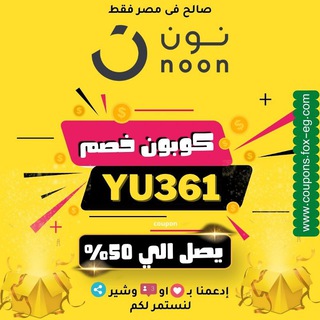 صالح فى مصر فقط
نون
noon
كوبون خصم
YU361
coupon
يصل الي 50%
إدعمنا بـ او وشير
لنستمر لكم
www.coupons.fox-eg.com